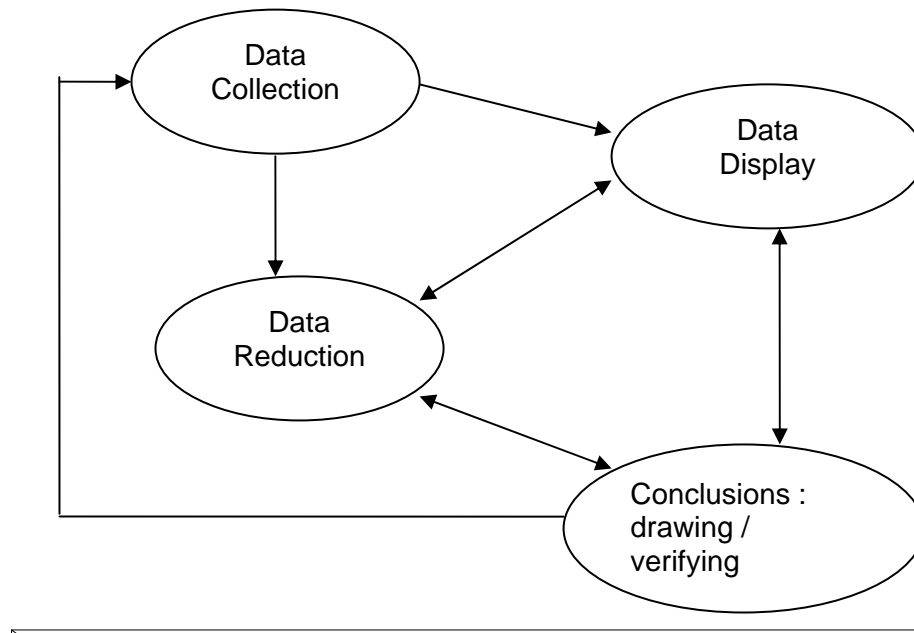 Data
Collection
Data
Display
Data
Reduction
Conclusions :
drawing /
verifying